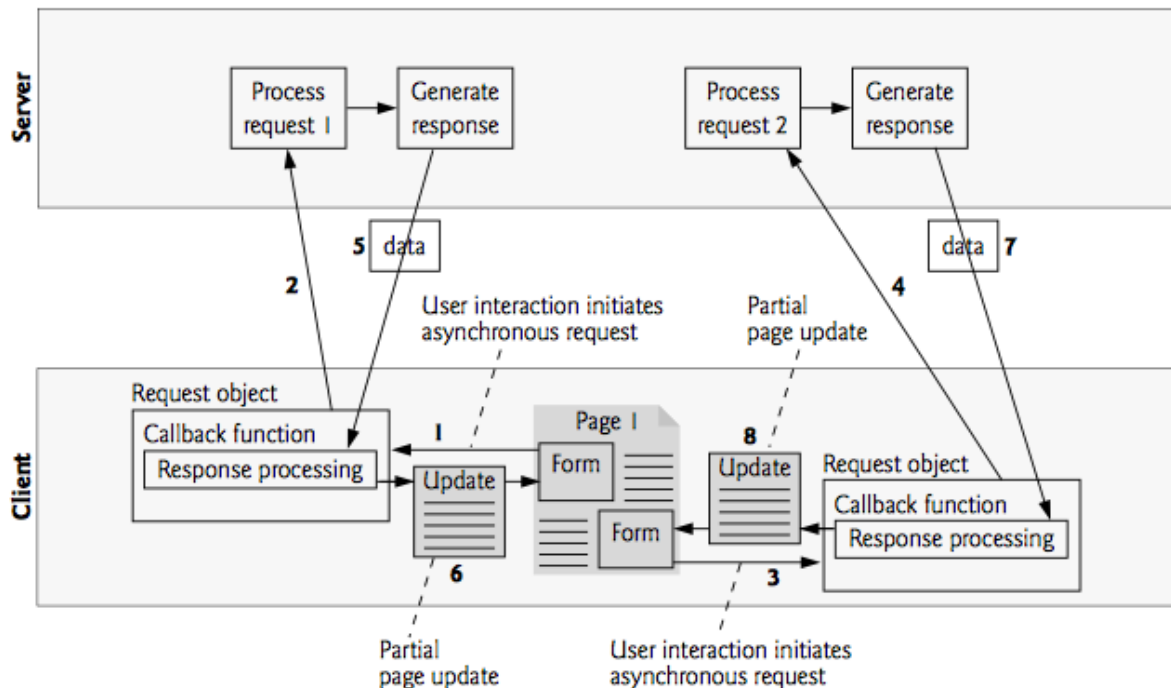 Server
Process
request 1
Generate
response
Process
request 2
Generate
response
5
data
data
7
2
4
User interaction initiates
asynchronous request
Partial
page update
Client
Request object
Callback function
Response processing
1
Update
6
Page 1
Form
Form
8
Update
3
Request object
Callback function
Response processing
Partial
page update
User interaction initiates
asynchronous request